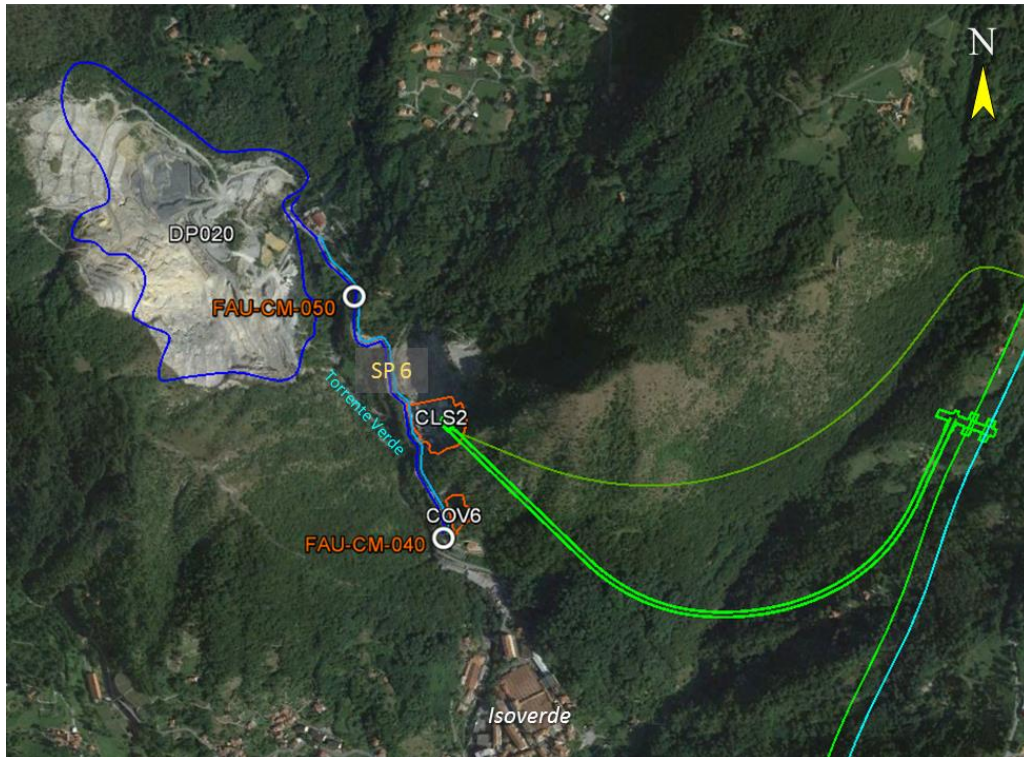 N
DP020
FAU-CM-050
SP 6
Torrente Verde
CLS2
COV6
FAU-CM-040
Isoverde